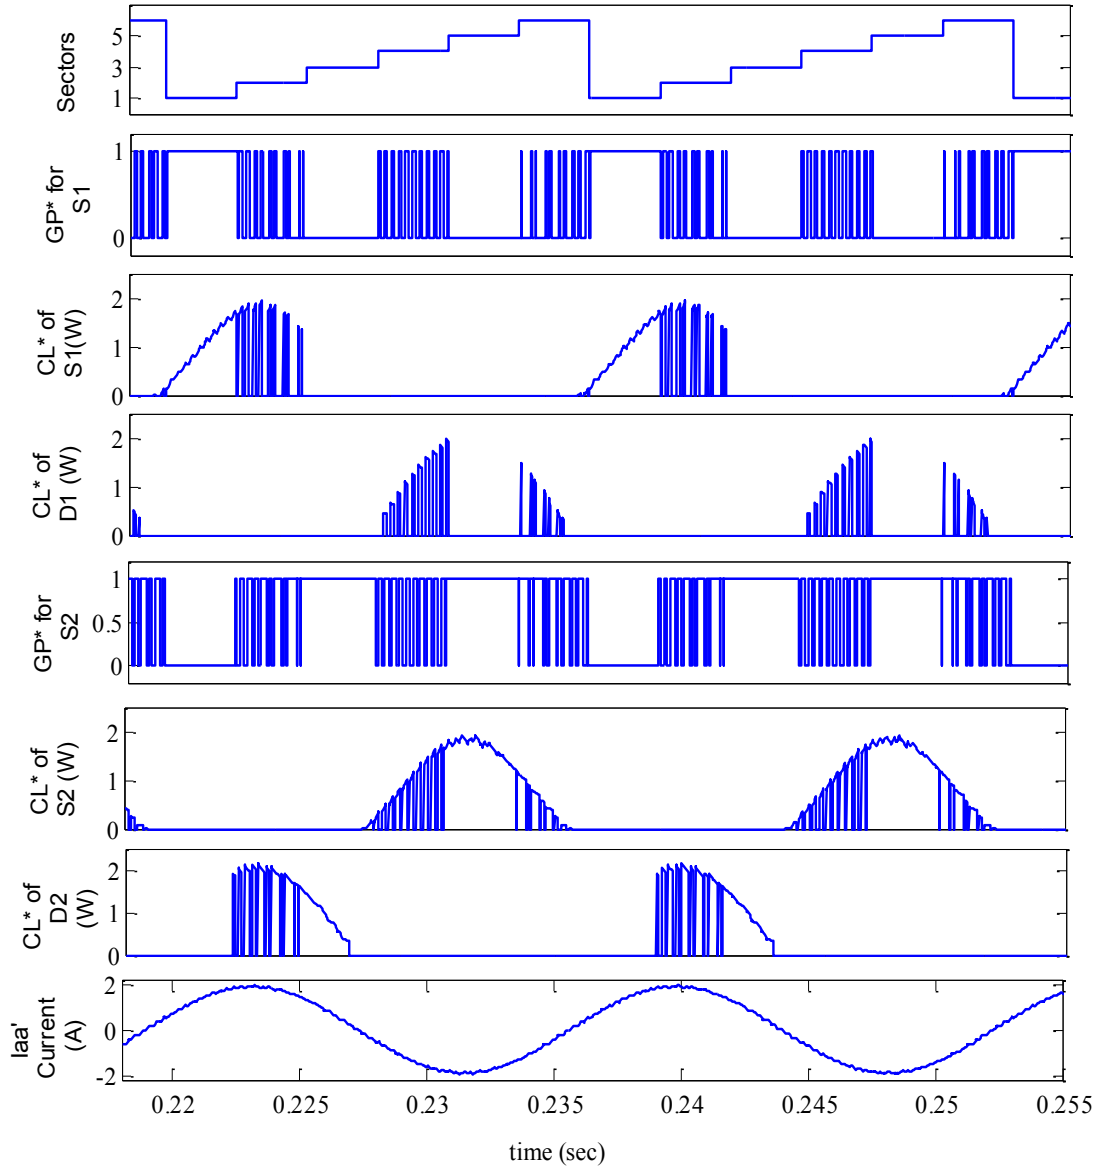 Sectors
5
3
1
GP* for
S1
1
0
CL* of
S1(W)
2
1
0
CL* of
D1 (W)
2
1
0
GP* for
S2
1
0.5
0
CL* of
S2 (W)
2
1
0
CL* of
D2
(W)
2
1
0
Iaa'
Current
(A)
2
0
-2
0.22 0.225 0.23 0.235 0.24 0.245 0.25 0.255
time (sec)